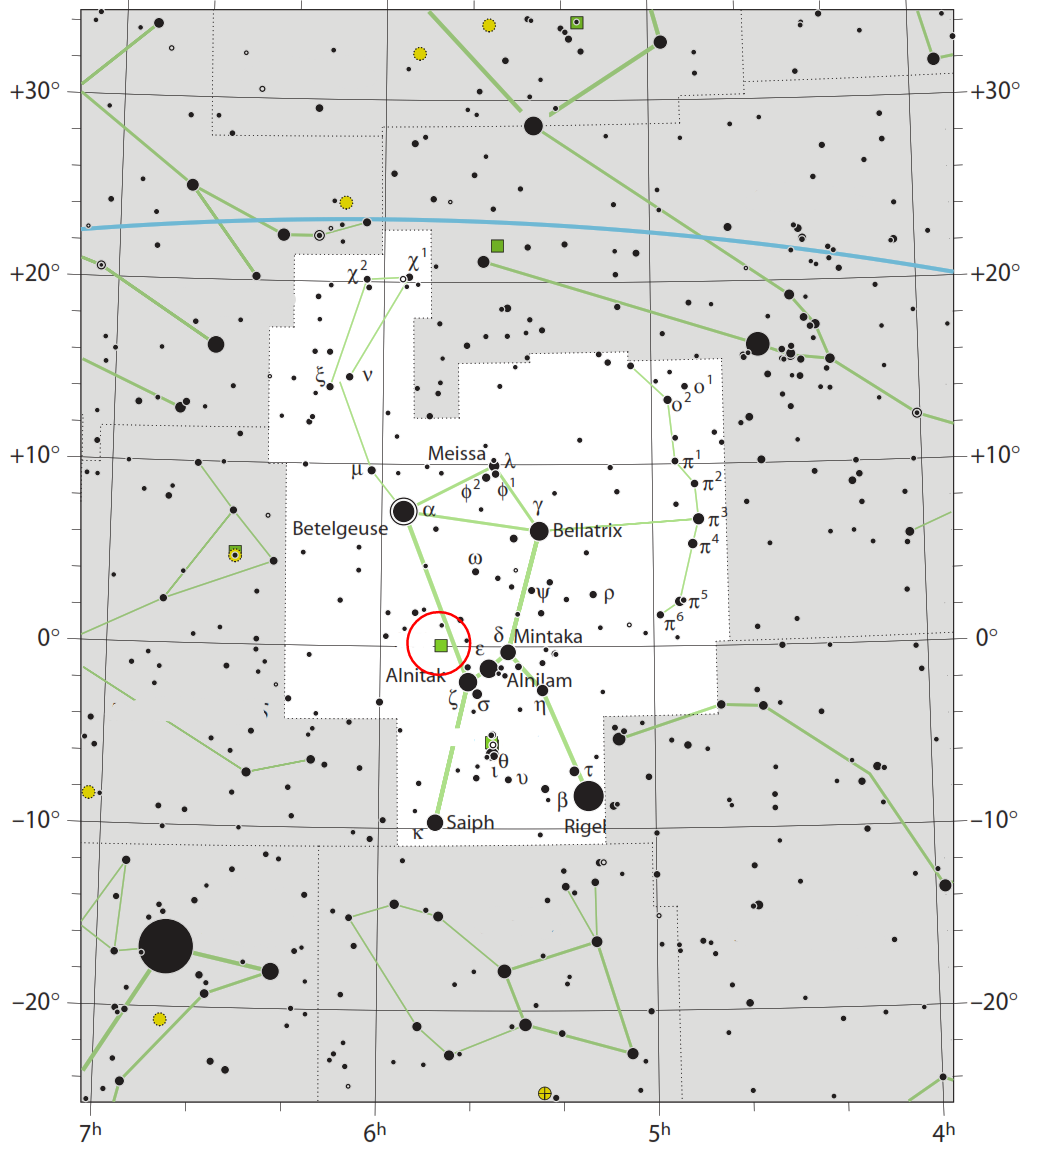 +30° +30°
χ² χ¹
+20° +20°
ξ ν
ο¹
ο²
Meissa λ
+10° π¹ +10°
μ
φ² φ¹ π²
α γ π³
Betelgeuse Bellatrix
π⁴
ω
ψ ρ π⁵
π⁶
0° δ Mintaka 0°
ε
Alnitak Alnilam
ζ σ η
θ
ι υ τ
β
−10° κ Saiph Rigel −10°
−20° −20°
7ʰ 6ʰ 5ʰ 4ʰ